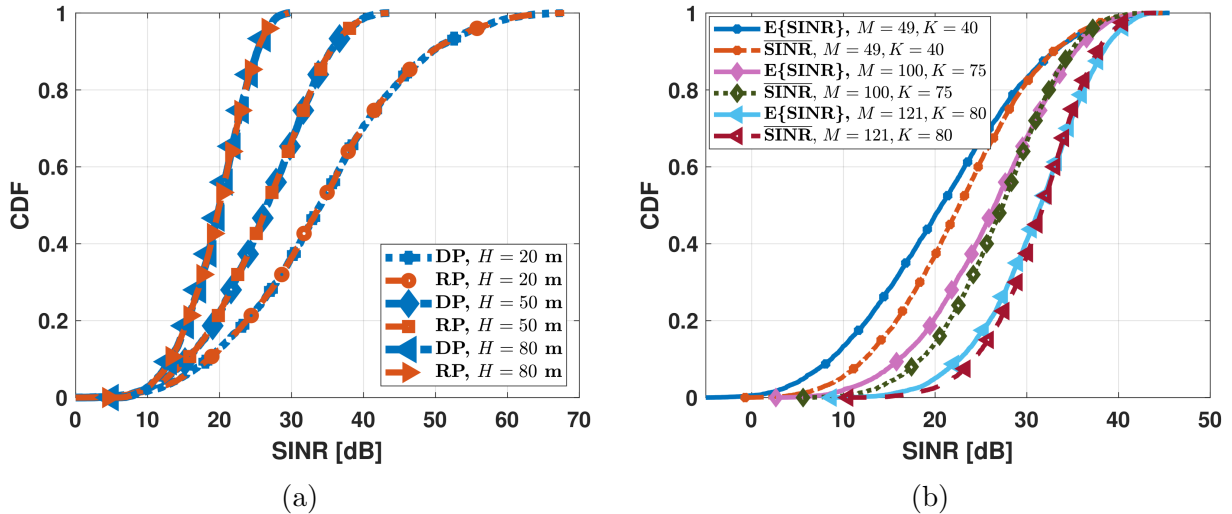 1
0.8
0.6
0.4
0.2
0
CDF
0 10 20 30 40 50 60 70
SINR [dB]
DP, H = 20 m
RP, H = 20 m
DP, H = 50 m
RP, H = 50 m
DP, H = 80 m
RP, H = 80 m
(a)
1
0.8
0.6
0.4
0.2
0
CDF
0 10 20 30 40 50
SINR [dB]
E{SINR}, M = 49, K = 40
S̅I̅N̅R̅, M = 49, K = 40
E{SINR}, M = 100, K = 75
S̅I̅N̅R̅, M = 100, K = 75
E{SINR}, M = 121, K = 80
S̅I̅N̅R̅, M = 121, K = 80
(b)